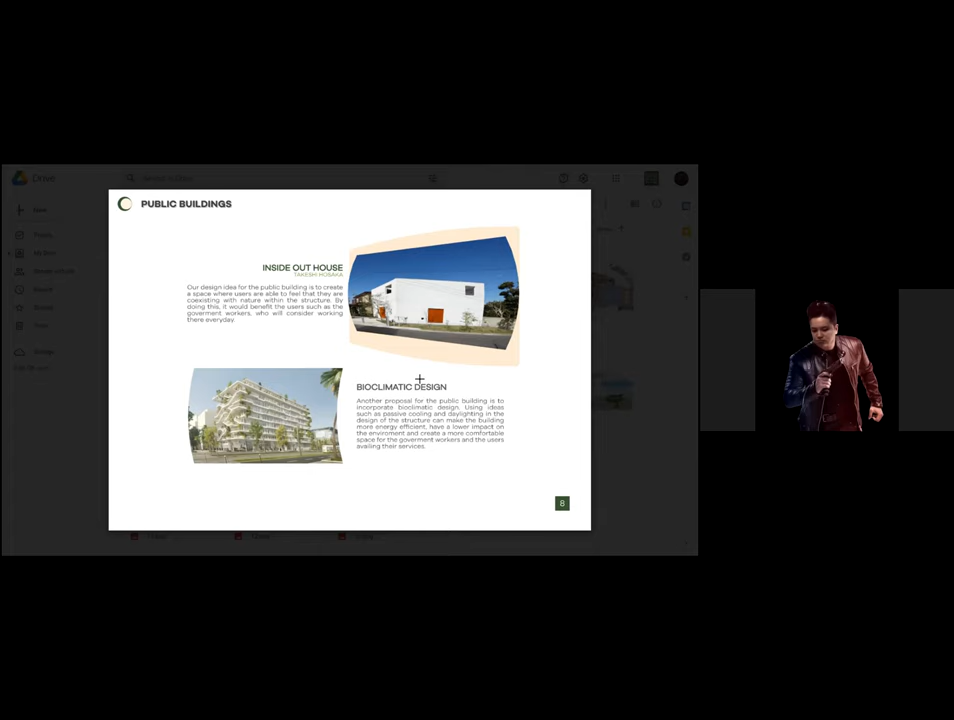 Drive
PUBLIC BUILDINGS
INSIDE OUT HOUSE
TAKESHI HOSAKA
Our design idea for the public building is to create
a space where users are able to feel that they are
coexisting with nature within the structure. By
doing this, it would benefit the users such as the
goverment workers, who will consider working
there everyday.
BIOCLIMATIC DESIGN
Another proposal for the public building is to
incorporate bioclimatic design. Using ideas
such as passive cooling and daylighting in the
design of the structure can make the building
more energy efficient, have a lower impact on
the enviroment and create a more comfortable
space for the goverment workers and the users
availing their services.
8